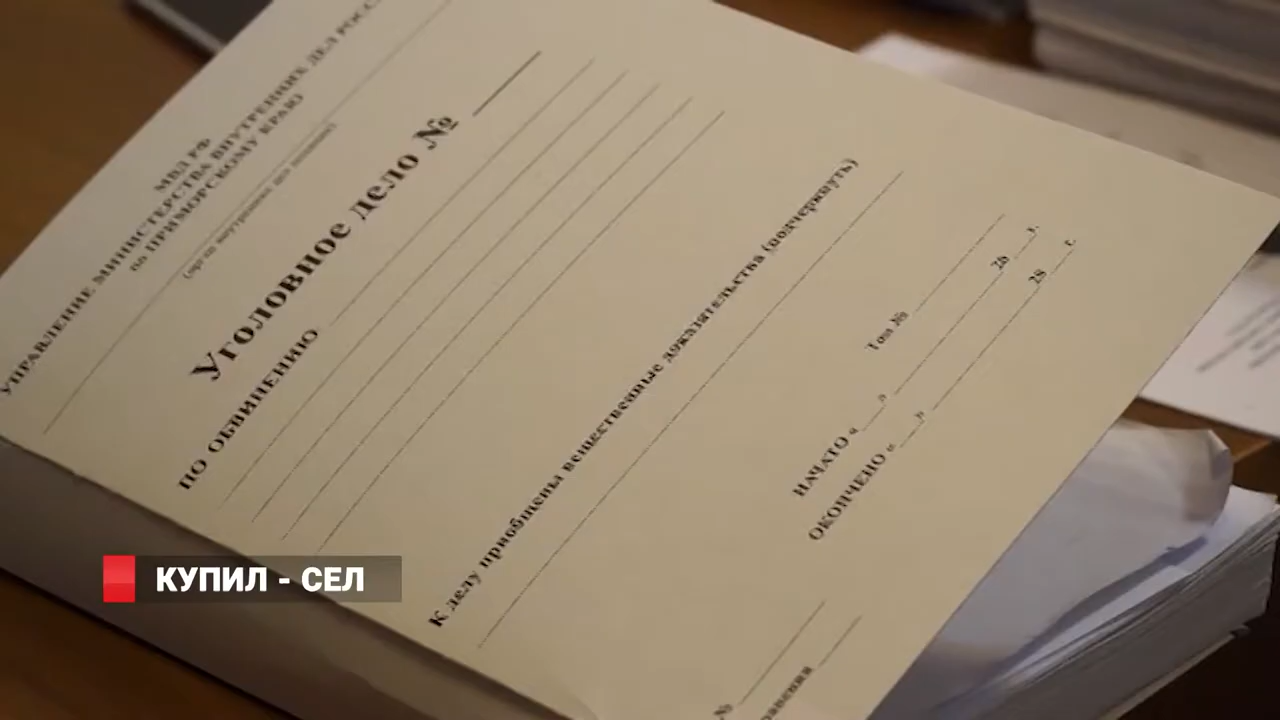 МВД РФ
УПРАВЛЕНИЕ МИНИСТЕРСТВА ВНУТРЕННИХ ДЕЛ
по ПРИМОРСКОМУ КРАЮ
Уголовное дело №
ПО ОБВИНЕНИЮ
К делу приобщены вещественные доказательства (подчеркнуть)
Том №
НАЧАТО « » 20 г.
ОКОНЧЕНО « » 20 г.
№
КУПИЛ - СЕЛ